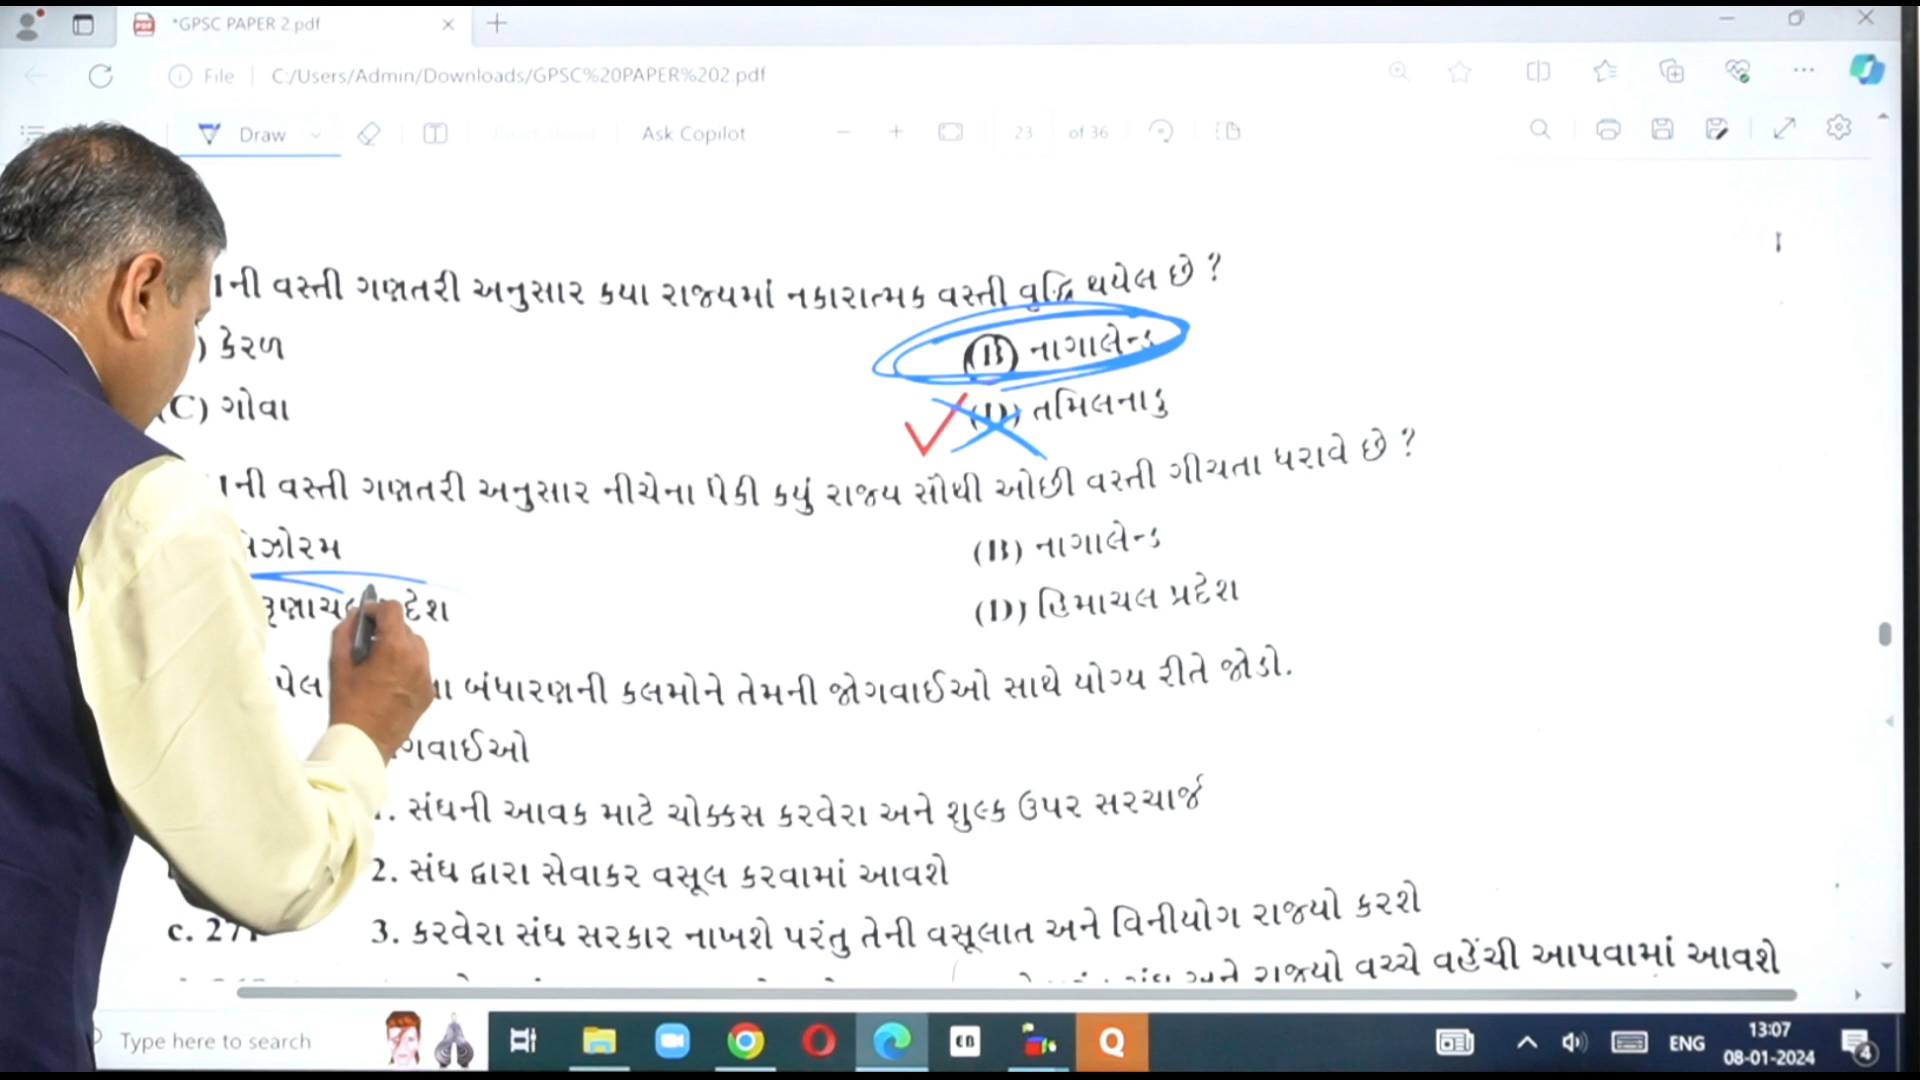 *GPSC PAPER 2.pdf
File C:/Users/Admin/Downloads/GPSC%20PAPER%202.pdf
Draw Ask Copilot 23 of 36
ની વસ્તી ગણતરી અનુસાર કયા રાજ્યમાં નકારાત્મક વસ્તી વૃદ્ધિ થયેલ છે ?
) કેરળ (B) નાગાલેન્ડ
(C) ગોવા (D) તમિલનાડુ
ની વસ્તી ગણતરી અનુસાર નીચેના પૈકી કયું રાજ્ય સૌથી ઓછી વસ્તી ગીચતા ધરાવે છે ?
(B) નાગાલેન્ડ
(D) હિમાચલ પ્રદેશ
બંધારણની કલમોને તેમની જોગવાઈઓ સાથે યોગ્ય રીતે જોડો.
ગવાઈઓ
. સંઘની આવક માટે ચોક્કસ કરવેરા અને શુલ્ક ઉપર સરચાર્જ
2. સંઘ દ્વારા સેવાકર વસૂલ કરવામાં આવશે
c. 3. કરવેરા સંઘ સરકાર નાખશે પરંતુ તેની વસૂલાત અને વિનીયોગ રાજ્યો કરશે
અને રાજ્યો વચ્ચે વહેંચી આપવામાં આવશે
Type here to search Q ENG 13:07
08-01-2024 4